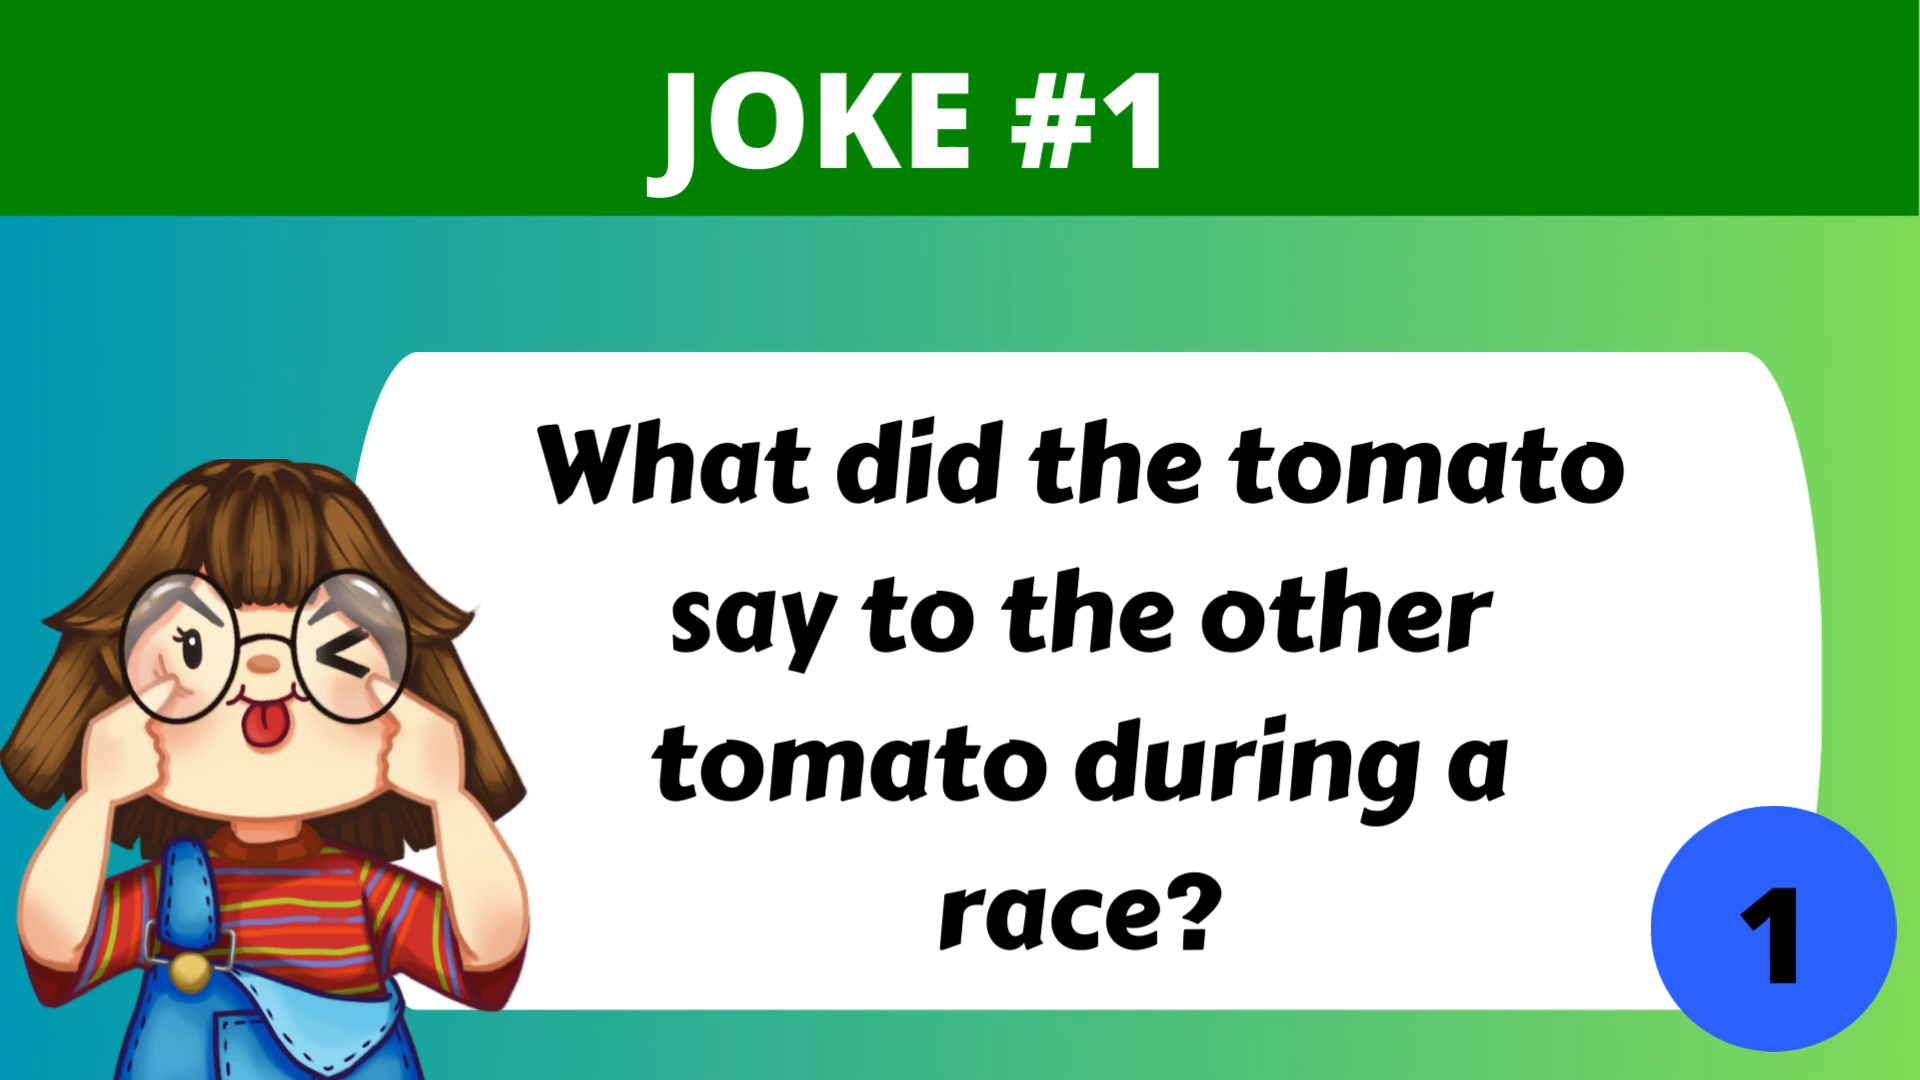 JOKE #1
What did the tomato
say to the other
tomato during a
race?
1